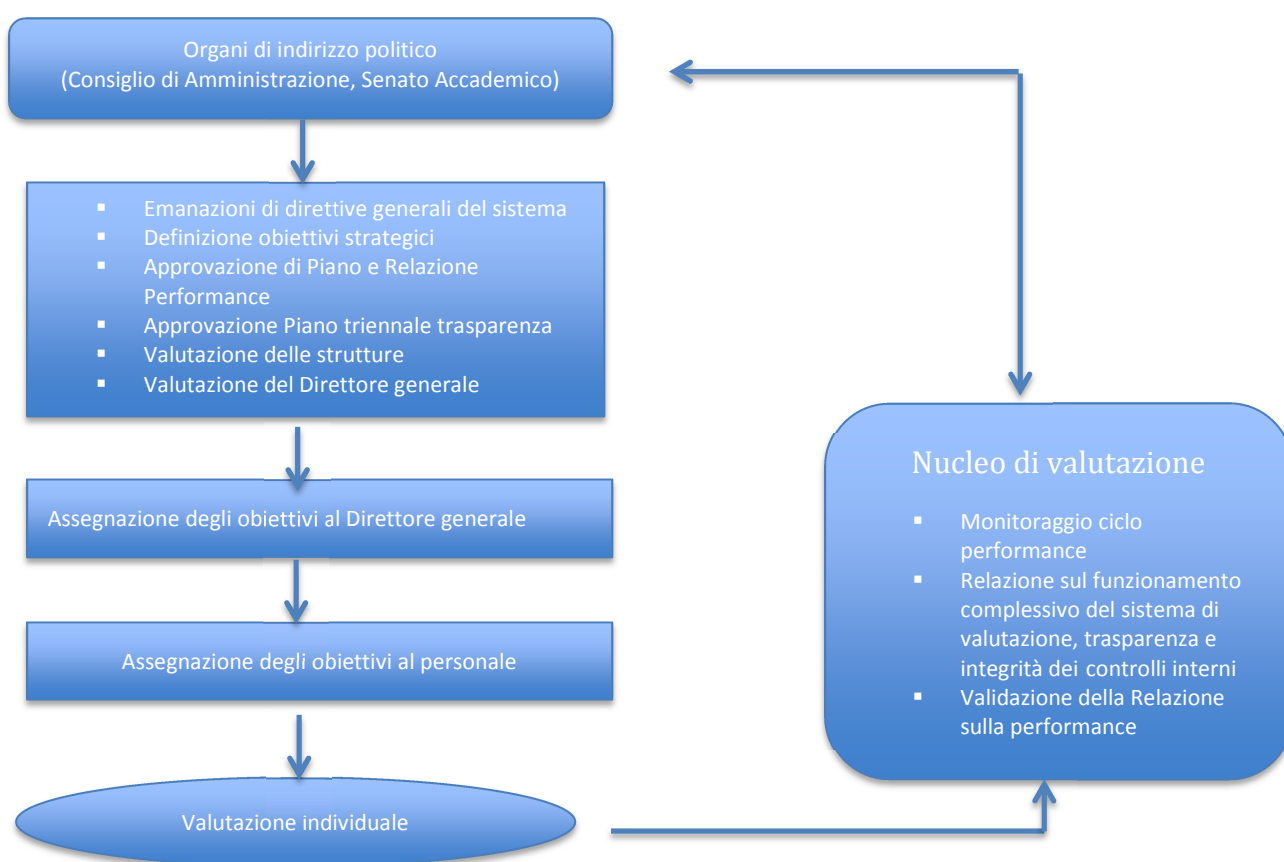 Organi di indirizzo politico
(Consiglio di Amministrazione, Senato Accademico)
▪ Emanazioni di direttive generali del sistema
▪ Definizione obiettivi strategici
▪ Approvazione di Piano e Relazione
Performance
▪ Approvazione Piano triennale trasparenza
▪ Valutazione delle strutture
▪ Valutazione del Direttore generale
Assegnazione degli obiettivi al Direttore generale
Assegnazione degli obiettivi al personale
Valutazione individuale
Nucleo di valutazione
▪ Monitoraggio ciclo
performance
▪ Relazione sul funzionamento
complessivo del sistema di
valutazione, trasparenza e
integrità dei controlli interni
▪ Validazione della Relazione
sulla performance